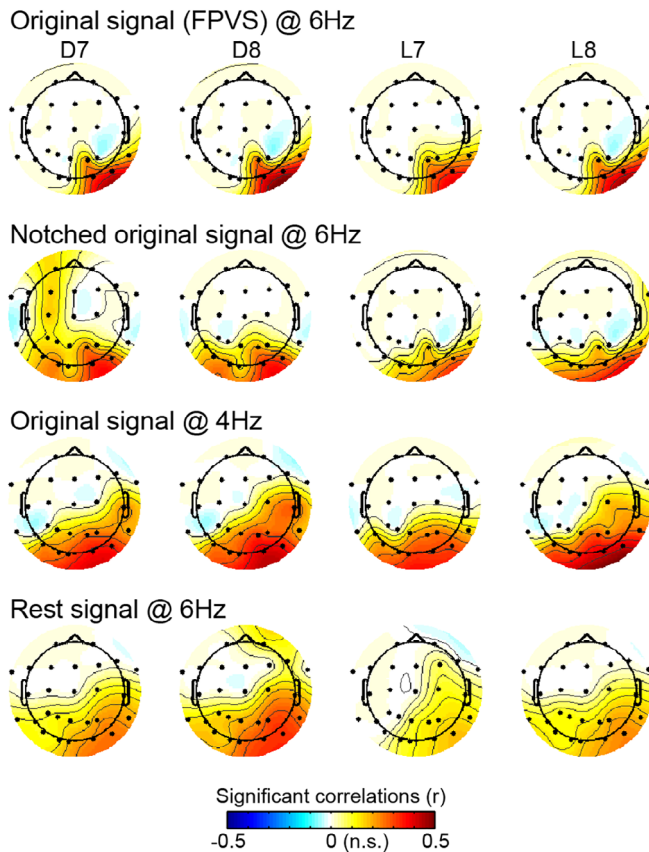 Original signal (FPVS) @ 6Hz
D7 D8 L7 L8
Notched original signal @ 6Hz
Original signal @ 4Hz
Rest signal @ 6Hz
Significant correlations (r)
-0.5 0 (n.s.) 0.5